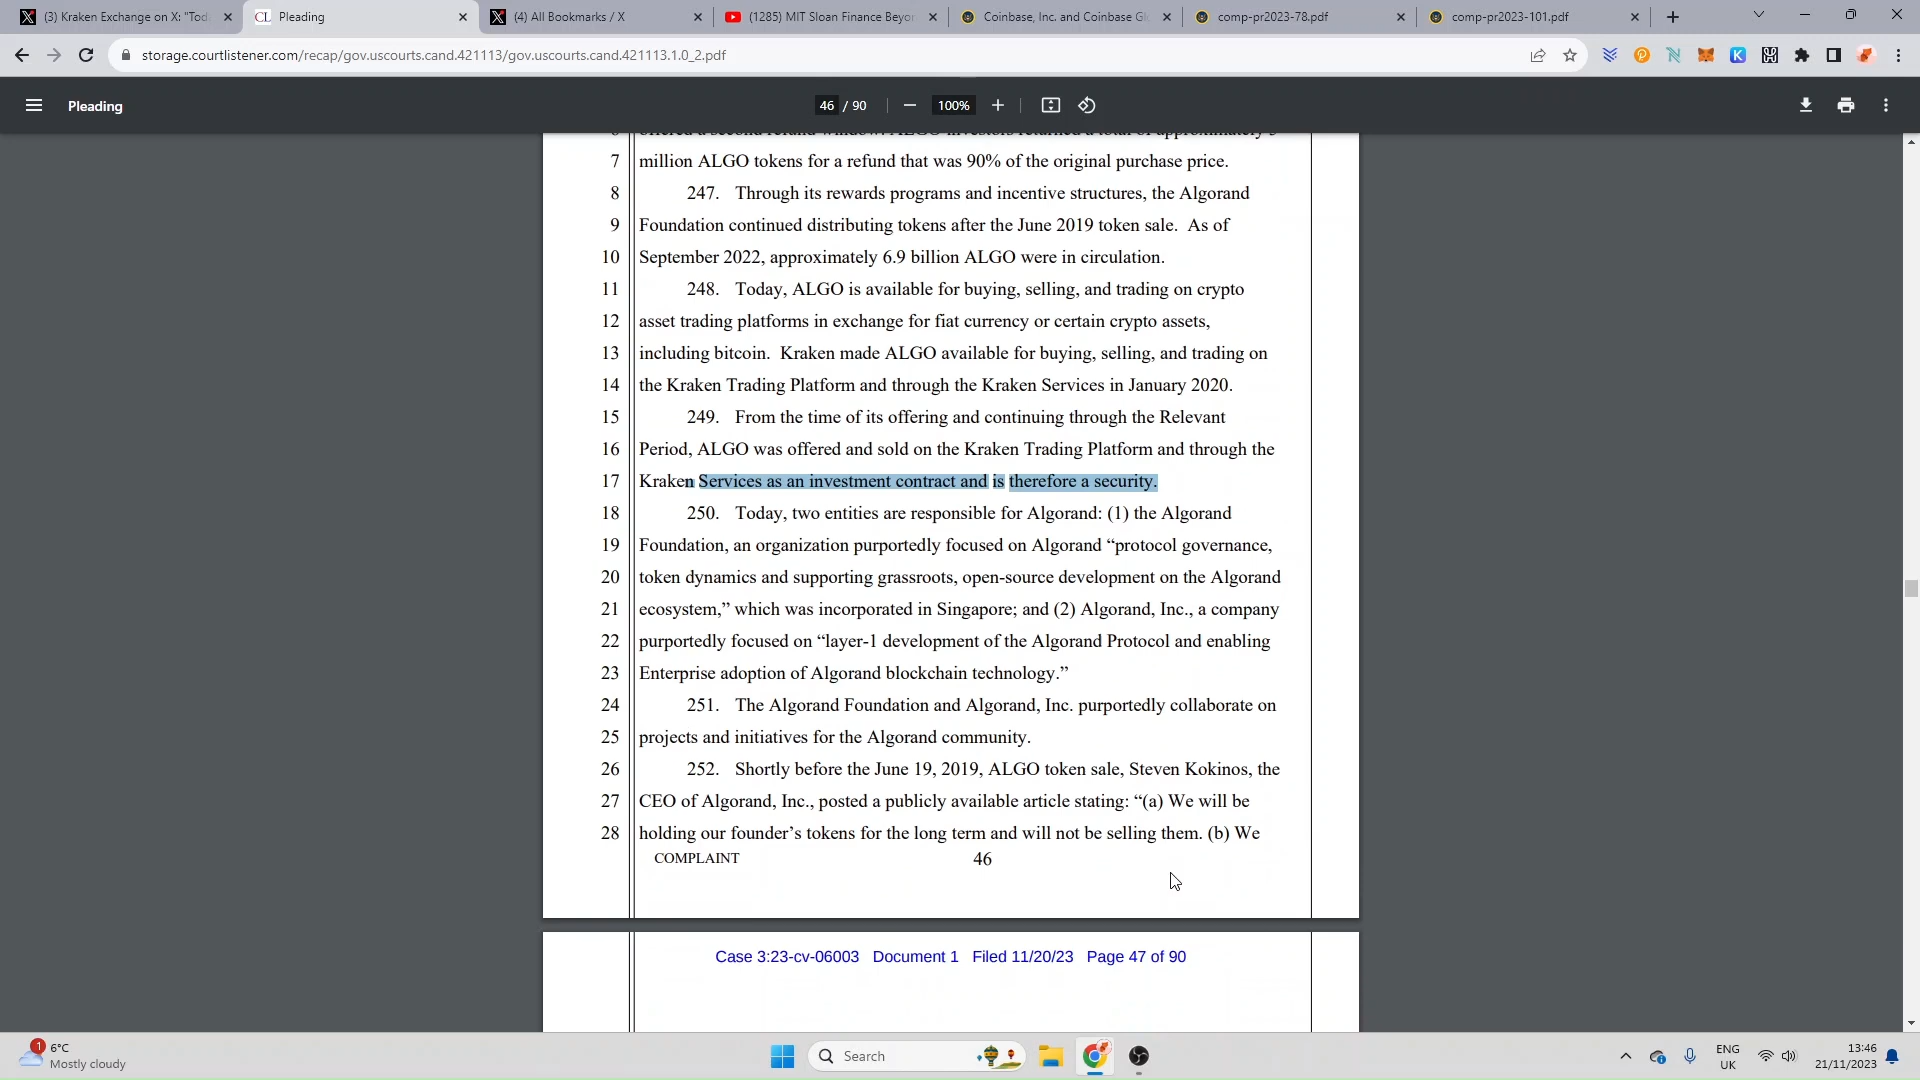 (3) Kraken Exchange on X: "Tod
Pleading
(4) All Bookmarks / X
(1285) MIT Sloan Finance Beyon
Coinbase, Inc. and Coinbase Gl
comp-pr2023-78.pdf
comp-pr2023-101.pdf
storage.courtlistener.com/recap/gov.uscourts.cand.421113/gov.uscourts.cand.421113.1.0_2.pdf
Pleading
46 / 90
100%
7 million ALGO tokens for a refund that was 90% of the original purchase price.
8 247. Through its rewards programs and incentive structures, the Algorand
9 Foundation continued distributing tokens after the June 2019 token sale. As of
10 September 2022, approximately 6.9 billion ALGO were in circulation.
11 248. Today, ALGO is available for buying, selling, and trading on crypto
12 asset trading platforms in exchange for fiat currency or certain crypto assets,
13 including bitcoin. Kraken made ALGO available for buying, selling, and trading on
14 the Kraken Trading Platform and through the Kraken Services in January 2020.
15 249. From the time of its offering and continuing through the Relevant
16 Period, ALGO was offered and sold on the Kraken Trading Platform and through the
17 Kraken Services as an investment contract and is therefore a security.
18 250. Today, two entities are responsible for Algorand: (1) the Algorand
19 Foundation, an organization purportedly focused on Algorand “protocol governance,
20 token dynamics and supporting grassroots, open-source development on the Algorand
21 ecosystem,” which was incorporated in Singapore; and (2) Algorand, Inc., a company
22 purportedly focused on “layer-1 development of the Algorand Protocol and enabling
23 Enterprise adoption of Algorand blockchain technology.”
24 251. The Algorand Foundation and Algorand, Inc. purportedly collaborate on
25 projects and initiatives for the Algorand community.
26 252. Shortly before the June 19, 2019, ALGO token sale, Steven Kokinos, the
27 CEO of Algorand, Inc., posted a publicly available article stating: “(a) We will be
28 holding our founder’s tokens for the long term and will not be selling them. (b) We
COMPLAINT 46
Case 3:23-cv-06003 Document 1 Filed 11/20/23 Page 47 of 90
1
6°C
Mostly cloudy
Search
ENG
UK
13:46
21/11/2023